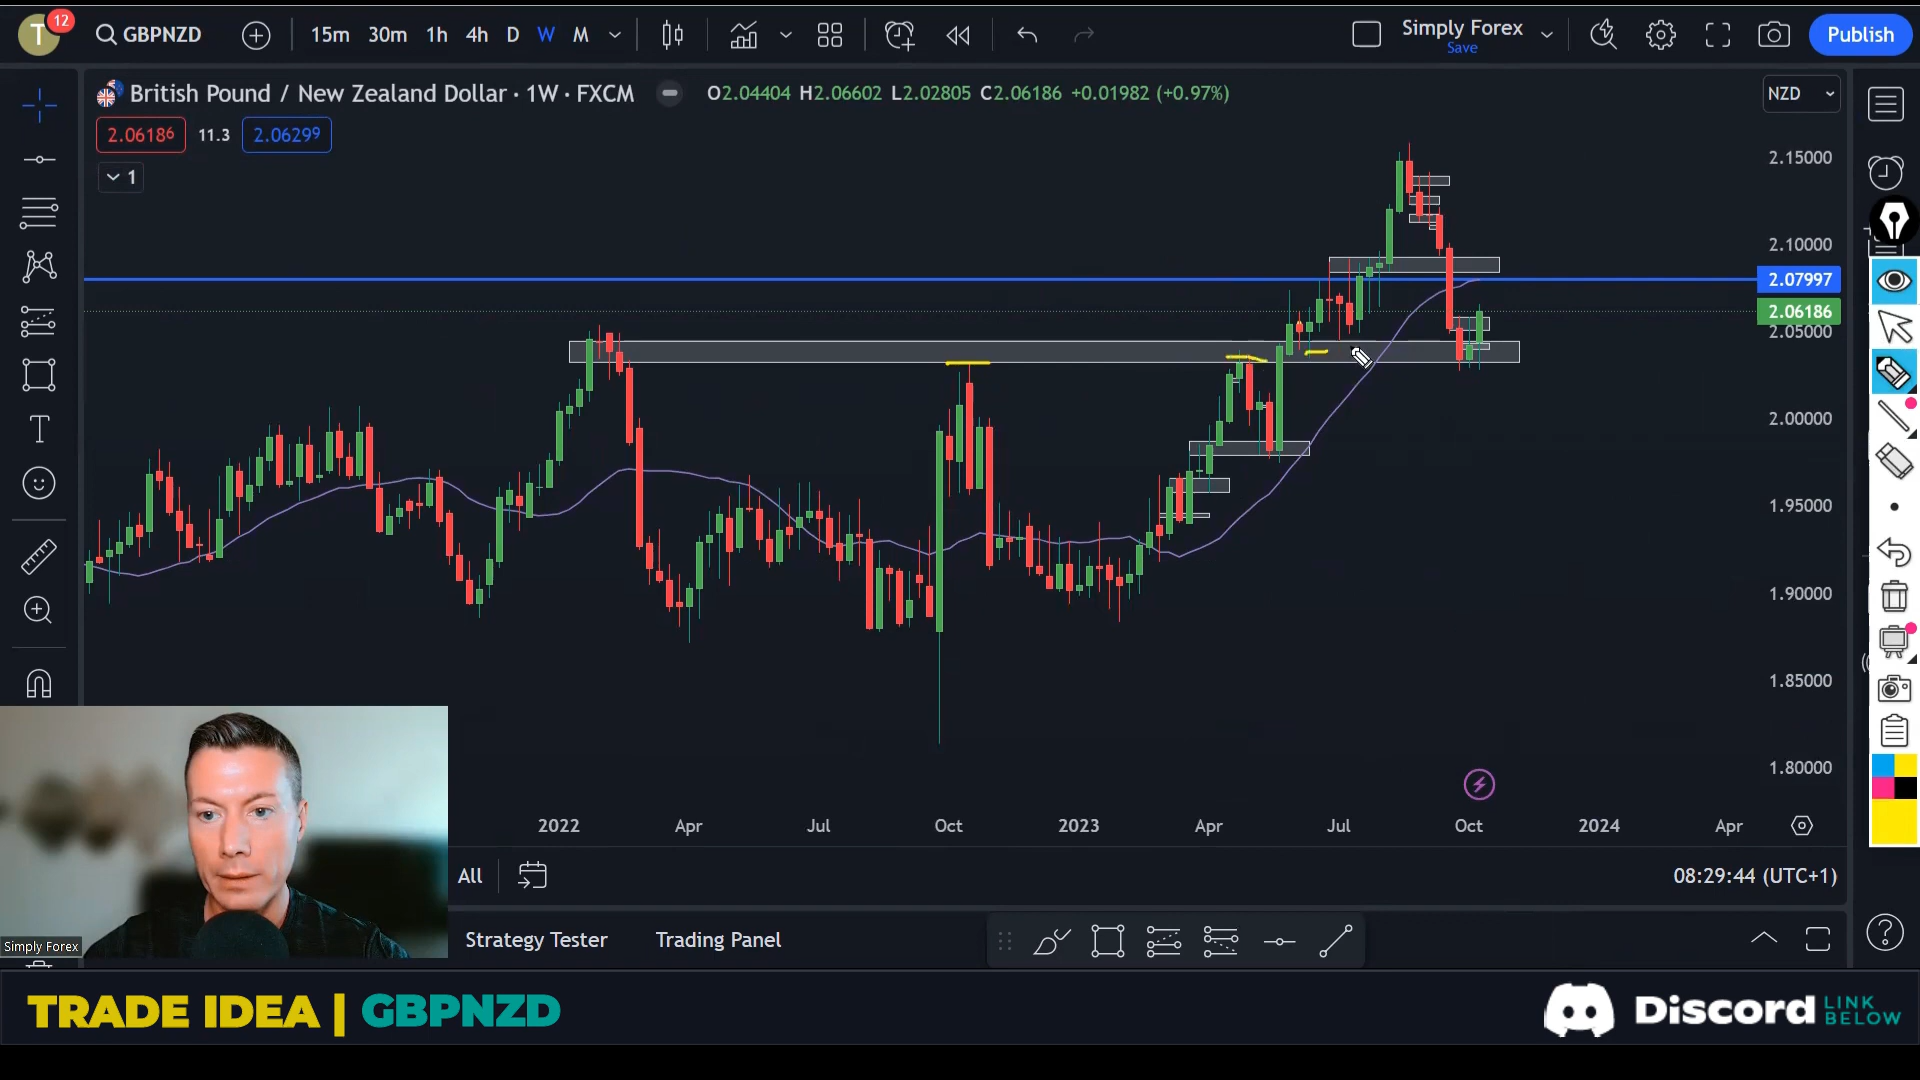 T
12
GBPNZD
15m 30m 1h 4h D W M
Simply Forex
Save
Publish
British Pound / New Zealand Dollar · 1W · FXCM
O2.04404 H2.06602 L2.02805 C2.06186 +0.01982 (+0.97%)
NZD
2.06186 11.3 2.06299
1
2.15000
2.10000
2.07997
2.06186
2.05000
2.00000
1.95000
1.90000
1.85000
1.80000
2022 Apr Jul Oct 2023 Apr Jul Oct 2024 Apr
All
08:29:44 (UTC+1)
Strategy Tester Trading Panel
Simply Forex
TRADE IDEA | GBPNZD
Discord LINK BELOW